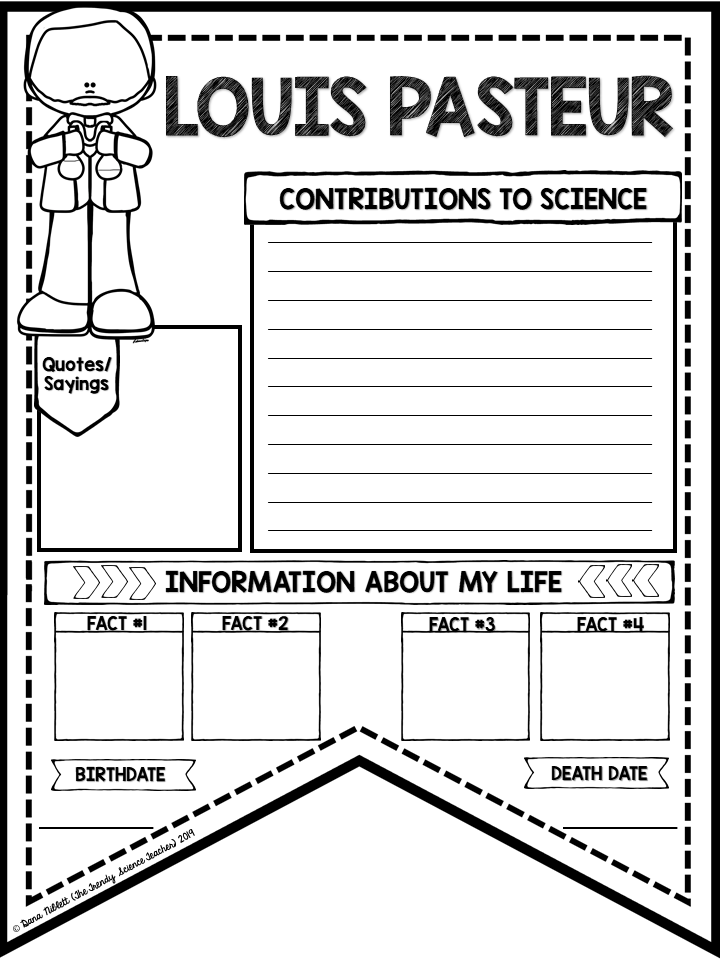 LOUIS PASTEUR
CONTRIBUTIONS TO SCIENCE
Quotes/
Sayings
INFORMATION ABOUT MY LIFE
FACT #1
FACT #2
FACT #3
FACT #4
BIRTHDATE
DEATH DATE
© Dana Niblett (The Trendy Science Teacher) 2019